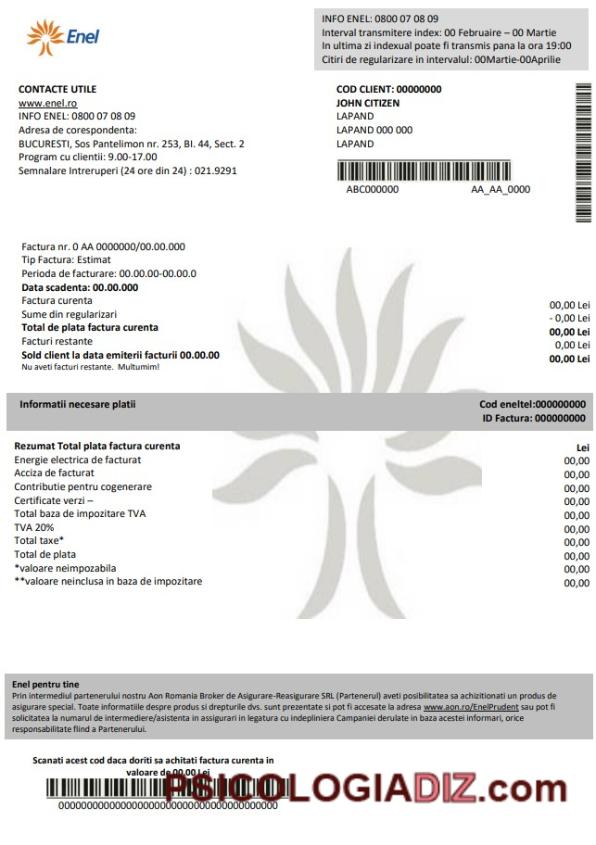 Enel
INFO ENEL: 0800 07 08 09
Interval transmitere index: 00 Februaire – 00 Martie
In ultima zi indexual poate fi transmis pana la ora 19:00
Citiri de regularizare in intervalul: 00Martie-00Aprilie
CONTACTE UTILE
www.enel.ro
INFO ENEL: 0800 07 08 09
Adresa de corespondenta:
BUCURESTI, Sos Pantelimon nr. 253, BI. 44, Sect. 2
Program cu clientii: 9.00-17.00
Semnalare Intreruperi (24 ore din 24) : 021.9291
COD CLIENT: 00000000
JOHN CITIZEN
LAPAND
LAPAND 000 000
LAPAND
ABC000000 AA_AA_0000
Factura nr. 0 AA 0000000/00.00.000
Tip Factura: Estimat
Perioda de facturare: 00.00.00-00.00.0
Data scadenta: 00.00.000
Factura curenta 00,00 Lei
Sume din regularizari - 0,00 Lei
Total de plata factura curenta 00,00 Lei
Facturi restante 0,00 Lei
Sold client la data emiterii facturii 00.00.00 00,00 Lei
Nu aveti facturi restante. Multumim!
Informatii necesare platii Cod eneltel:000000000
ID Factura: 000000000
Rezumat Total plata factura curenta Lei
Energie electrica de facturat 00,00
Acciza de facturat 00,00
Contributie pentru cogenerare 00,00
Certificate verzi – 00,00
Total baza de impozitare TVA 00,00
TVA 20% 00,00
Total taxe* 00,00
Total de plata 00,00
*valoare neimpozabila 00,00
**valoare neinclusa in baza de impozitare 00,00
Enel pentru tine
Prin intermediul partenerului nostru Aon Romania Broker de Asigurare-Reasigurare SRL (Partenerul) aveti posibilitatea sa achizitionati un produs de
asigurare special. Toate informatiile despre produs si drepturile dvs. sunt prezentate si pot fi accesate la adresa www.aon.ro/EnelPrudent sau pot fi
solicitatea la numarul de intermediere/asistenta in assigurari in legatura cu indepliniera Campaniei derulate in baza acestei informari, orice
responsabilitate fiind a Partenerului.
Scanati acest cod daca doriti sa achitati factura curenta in
valoare de 00,00 Lei
PSICOLOGIADIZ.com